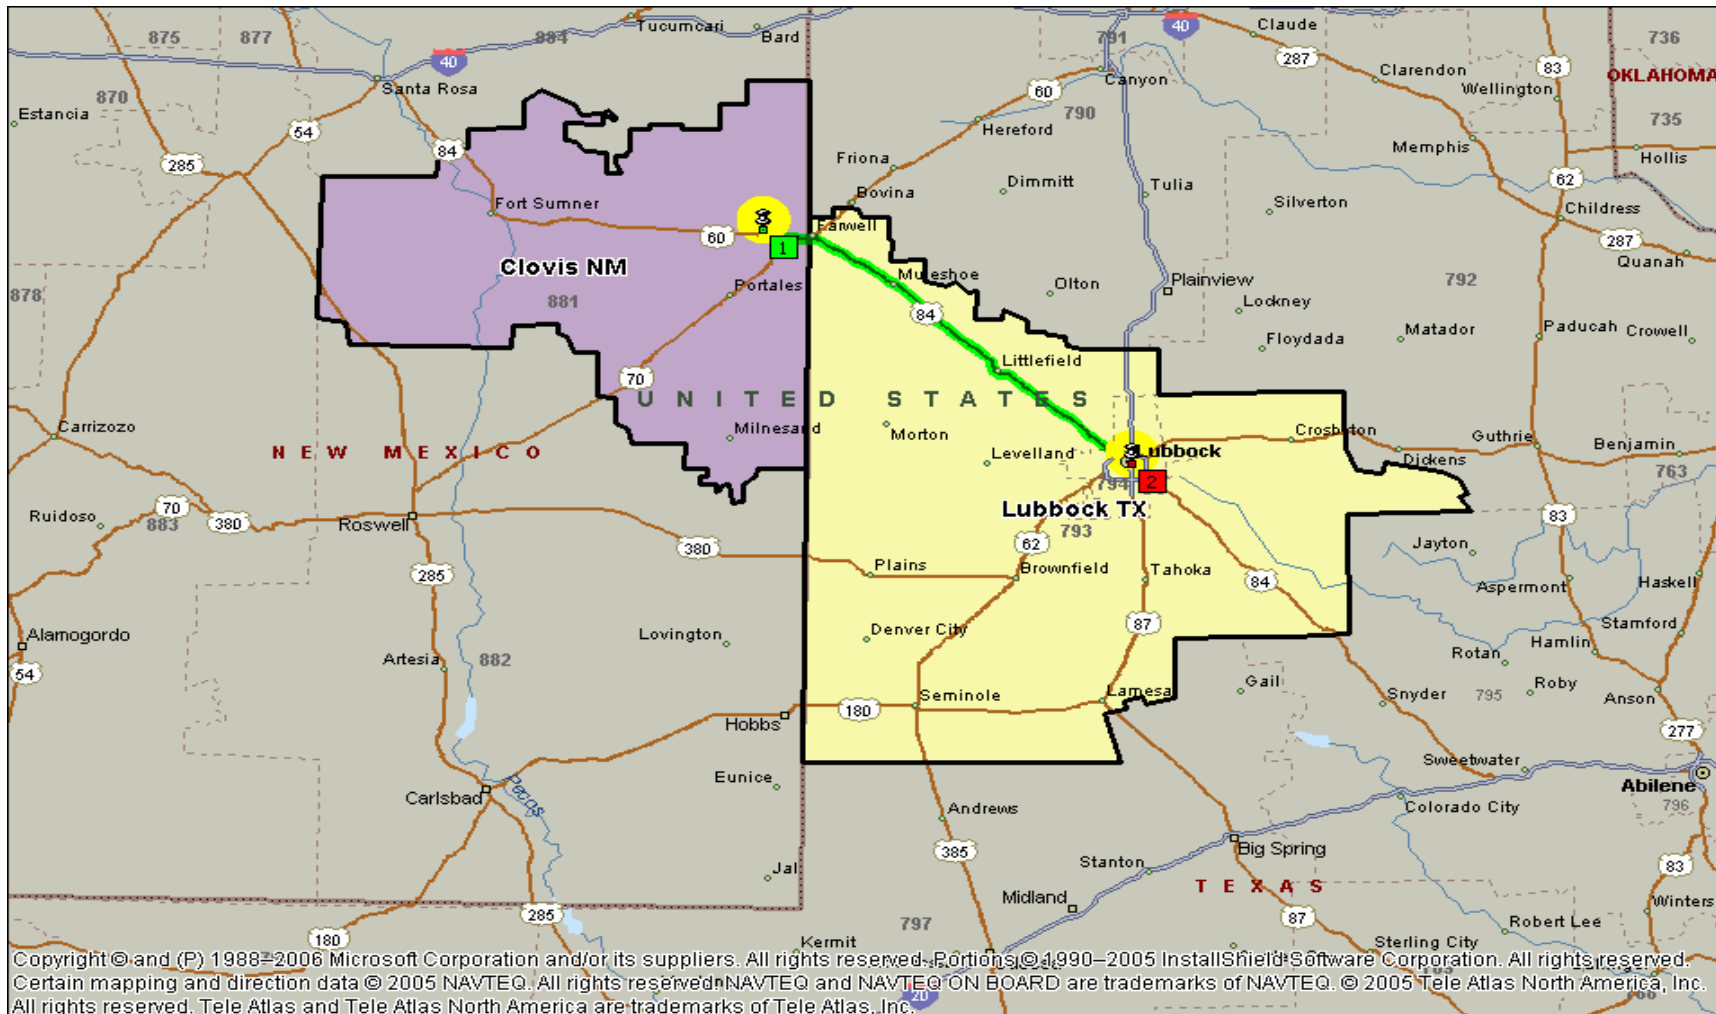 875
877
884
Tucumcari
Bard
791
40
Claude
736
40
287
83
OKLAHOMA
Santa Rosa
Canyon
Clarendon
Wellington
870
60
790
735
Estancia
54
Hereford
84
285
Friona
Memphis
Hollis
Dimmitt
Tulia
62
Bovina
Fort Sumner
Silverton
Childress
60
Farwell
1
287
Clovis NM
Quanah
Muleshoe
Plainview
792
878
881
Portales
Olton
Lockney
84
Matador
Paducah
Crowell
Floydada
Littlefield
70
UNITED STATES
Carrizozo
Milnesand
Morton
Crosbyton
Guthrie
Benjamin
NEW MEXICO
Levelland
Lubbock
Dickens
763
794
2
70
Lubbock TX
Ruidoso
883
380
Roswell
793
83
380
62
Jayton
285
Plains
Brownfield
Tahoka
84
Aspermont
Haskell
Alamogordo
Lovington
Denver City
87
Stamford
Hamlin
Artesia
882
Rotan
54
Gail
795
Roby
Seminole
Lamesa
Snyder
Anson
180
Hobbs
277
Sweetwater
Eunice
Abilene
Carlsbad
Pecos
Andrews
Colorado City
796
385
Big Spring
Stanton
83
Jal
TEXAS
Midland
Winters
285
797
87
Robert Lee
180
Kermit
Sterling City
Copyright © and (P) 1988–2006 Microsoft Corporation and/or its suppliers. All rights reserved. Portions © 1990–2005 InstallShield Software Corporation. All rights reserved.
Certain mapping and direction data © 2005 NAVTEQ. All rights reserved. NAVTEQ and NAVTEQ ON BOARD are trademarks of NAVTEQ. © 2005 Tele Atlas North America, Inc.
20
All rights reserved. Tele Atlas and Tele Atlas North America are trademarks of Tele Atlas, Inc.